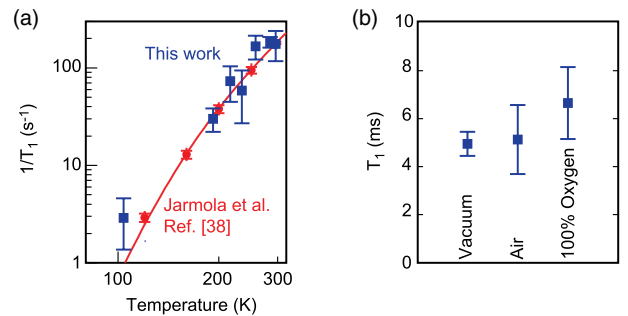 (a)
This work
Jarmola et al.
Ref. [38]
1/T1 (s-1)
100
10
1
100
200
300
Temperature (K)
(b)
T1 (ms)
10
8
6
4
2
0
Vacuum
Air
100% Oxygen